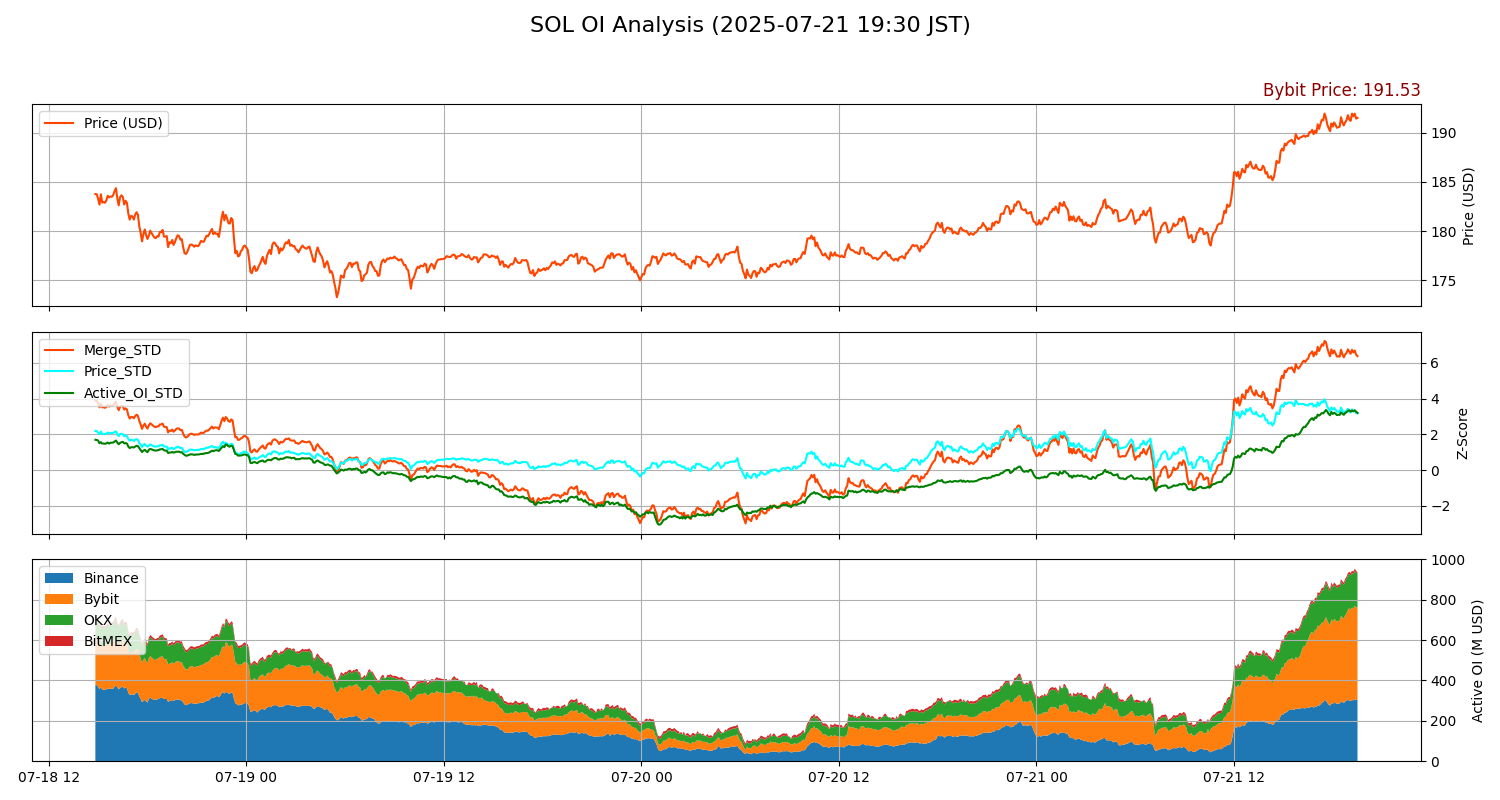 SOL OI Analysis (2025-07-21 19:30 JST)
Bybit Price: 191.53
Price (USD)
190
185
180
175
Price (USD)
Merge_STD
Price_STD
Active_OI_STD
6
4
2
0
−2
Z-Score
Binance
Bybit
OKX
BitMEX
1000
800
600
400
200
0
Active OI (M USD)
07-18 12
07-19 00
07-19 12
07-20 00
07-20 12
07-21 00
07-21 12